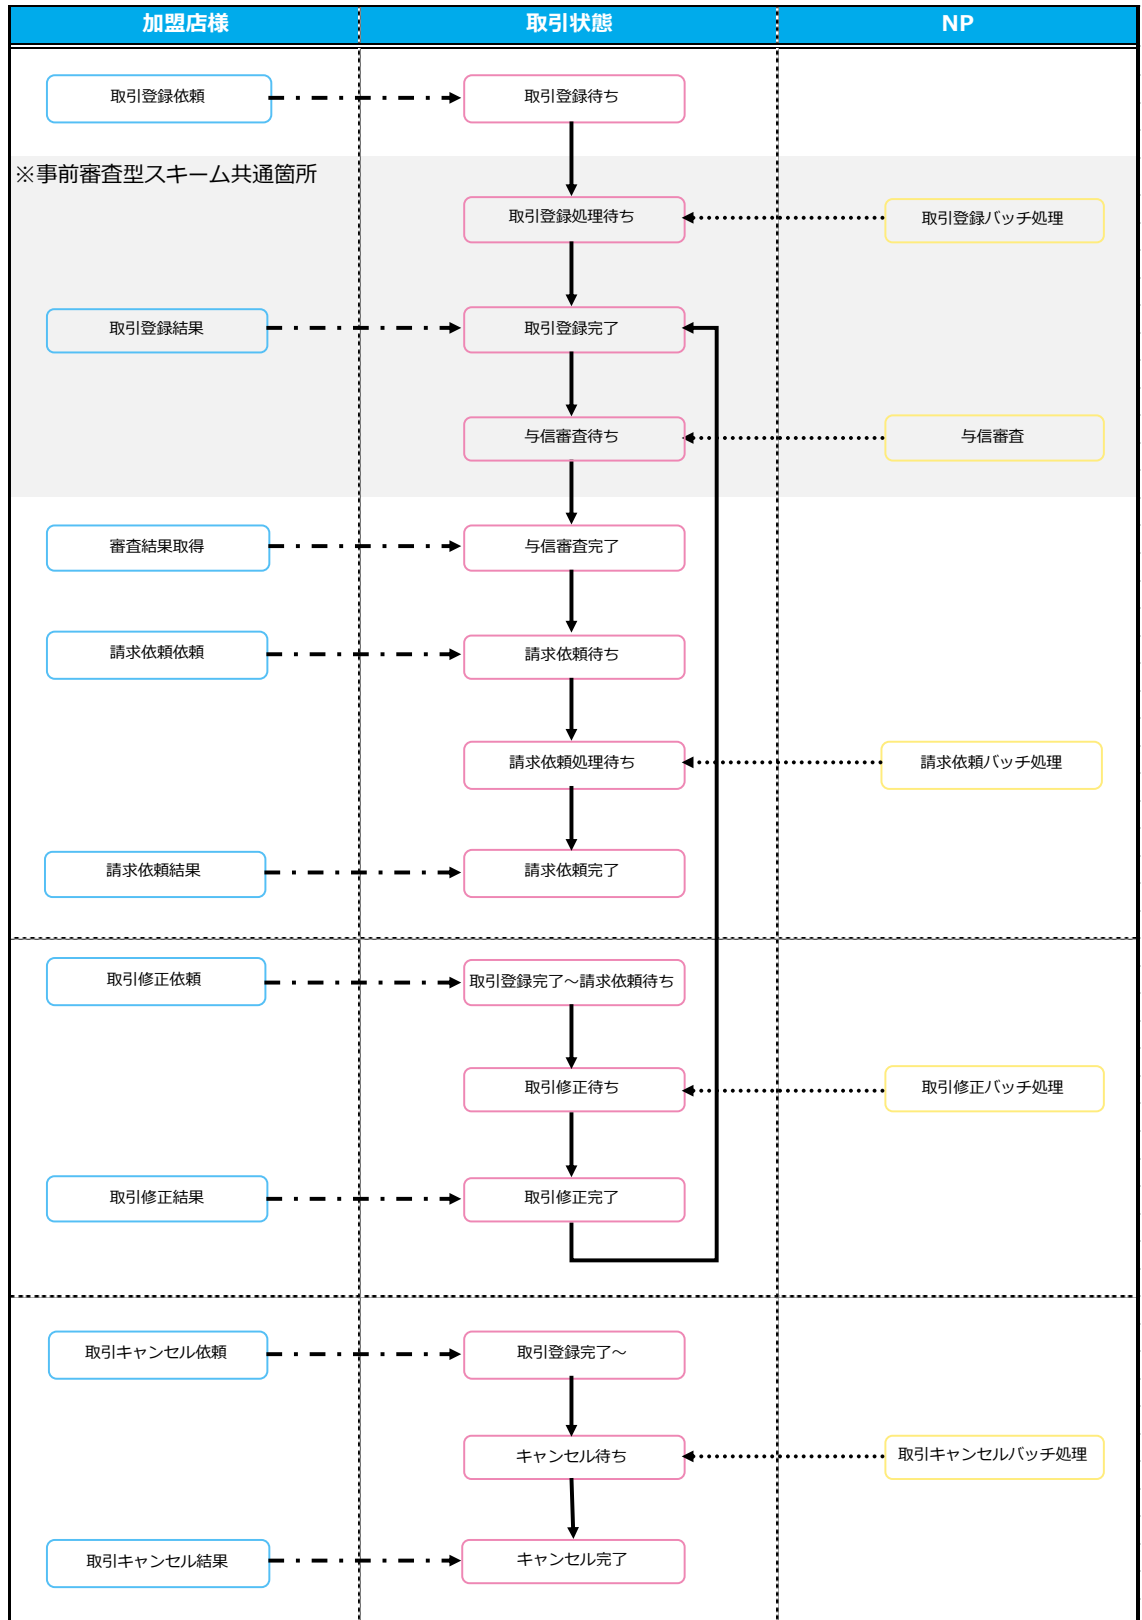 加盟店様
取引状態
NP
取引登録依頼
取引登録待ち
※事前審査型スキーム共通箇所
取引登録処理待ち
取引登録バッチ処理
取引登録結果
取引登録完了
与信審査待ち
与信審査
審査結果取得
与信審査完了
請求依頼依頼
請求依頼待ち
請求依頼処理待ち
請求依頼バッチ処理
請求依頼結果
請求依頼完了
取引修正依頼
取引登録完了～請求依頼待ち
取引修正待ち
取引修正バッチ処理
取引修正結果
取引修正完了
取引キャンセル依頼
取引登録完了～
キャンセル待ち
取引キャンセルバッチ処理
取引キャンセル結果
キャンセル完了